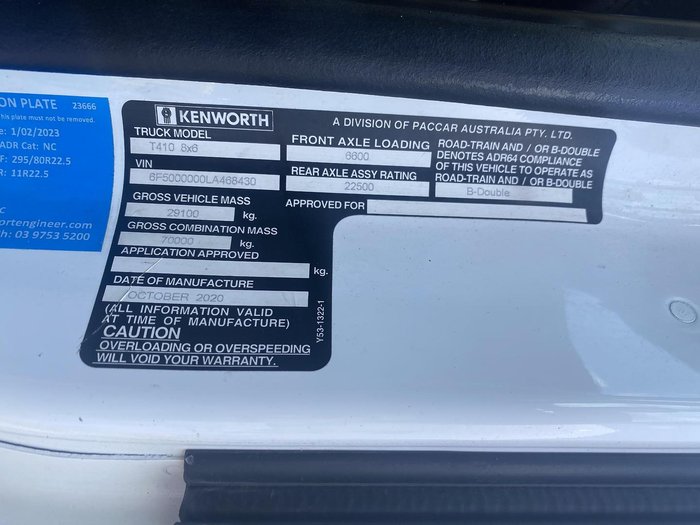 ON PLATE 23666
his plate must not be removed.
e: 1/02/2023
ADR Cat: NC
F: 295/80R22.5
R: 11R22.5
C
ortengineer.com
h: 03 9753 5200
KENWORTH
A DIVISION OF PACCAR AUSTRALIA PTY. LTD.
TRUCK MODEL
T410 8x6
VIN
6F5000000LA468430
GROSS VEHICLE MASS
29100 kg.
GROSS COMBINATION MASS
70000 kg.
APPLICATION APPROVED
kg.
DATE OF MANUFACTURE
OCTOBER 2020
(ALL INFORMATION VALID
AT TIME OF MANUFACTURE)
CAUTION
OVERLOADING OR OVERSPEEDING
WILL VOID YOUR WARRANTY.
FRONT AXLE LOADING
6600
REAR AXLE ASSY RATING
22500
APPROVED FOR
ROAD-TRAIN AND / OR B-DOUBLE
DENOTES ADR64 COMPLIANCE
OF THIS VEHICLE TO OPERATE AS
ROAD-TRAIN AND / OR B-DOUBLE
B-Double
Y53-1322-1